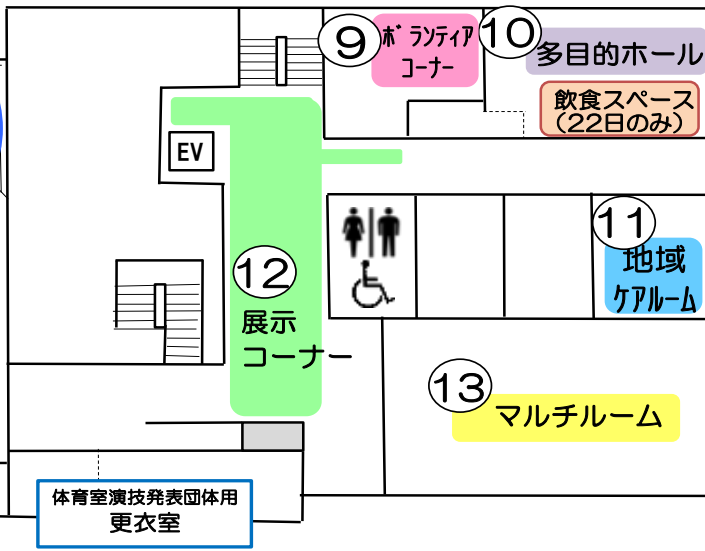 ⑨
ボランティア
コーナー
⑩
多目的ホール
飲食スペース
(22日のみ)
EV
⑪
地域
ケアルーム
⑫
展示
コーナー
⑬
マルチルーム
体育室演技発表団体用
更衣室